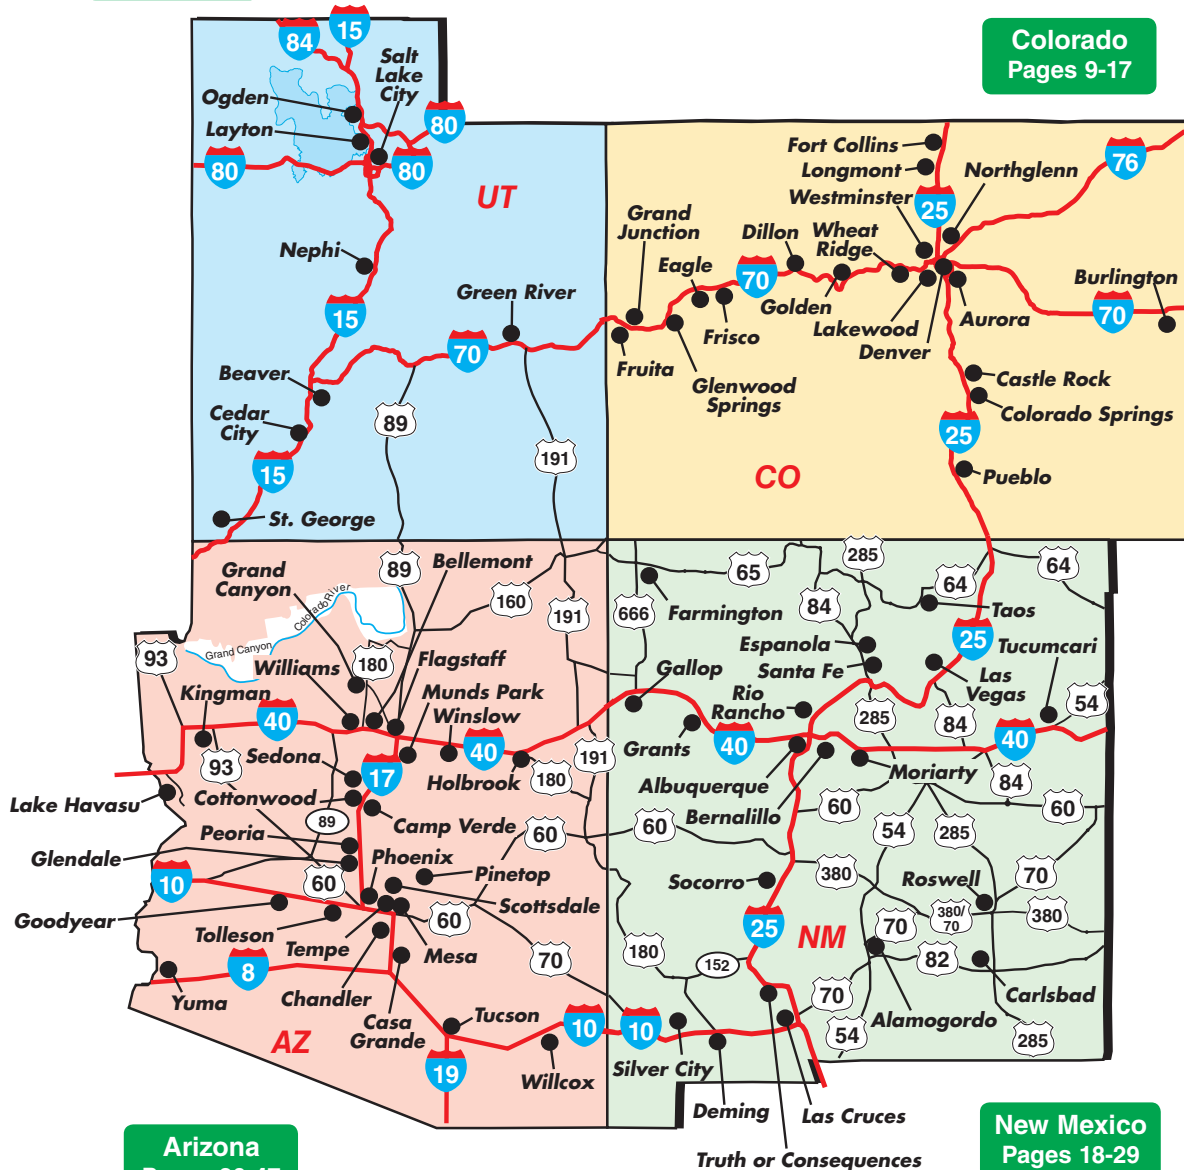 15
84
Salt
Lake
City
Colorado
Pages 9-17
Ogden
Layton
80
80
80
UT
Fort Collins
Longmont
Northglenn
76
Westminster
25
Grand
Junction
Dillon
Wheat
Ridge
Nephi
Eagle
70
Burlington
Green River
Golden
70
15
Frisco
Lakewood
Aurora
70
Denver
Fruita
Beaver
Glenwood
Springs
Castle Rock
Colorado Springs
Cedar
City
89
25
191
15
CO
Pueblo
St. George
Grand
Canyon
Bellemont
89
65
285
64
64
160
Colorado River
666
Farmington
84
Taos
191
Grand Canyon
93
180
Espanola
25
Tucumcari
Williams
Flagstaff
Gallop
Santa Fe
Las
Vegas
Kingman
Munds Park
Rio
Rancho
54
40
Winslow
285
84
40
Grants
40
40
Sedona
93
17
Holbrook
191
180
Albuquerque
Moriarty
84
Lake Havasu
Cottonwood
Bernalillo
60
60
89
Camp Verde
60
60
54
285
Peoria
Glendale
Phoenix
Pinetop
380
70
10
60
Socorro
Roswell
Goodyear
Scottsdale
60
25
380/
70
380
Tolleson
NM
70
Tempe
Mesa
180
82
8
70
152
Yuma
Chandler
70
Carlsbad
Casa
Grande
Tucson
10
10
Alamogordo
54
285
AZ
19
Willcox
Silver City
Deming
Las Cruces
Arizona
New Mexico
Pages 18-29
Truth or Consequences